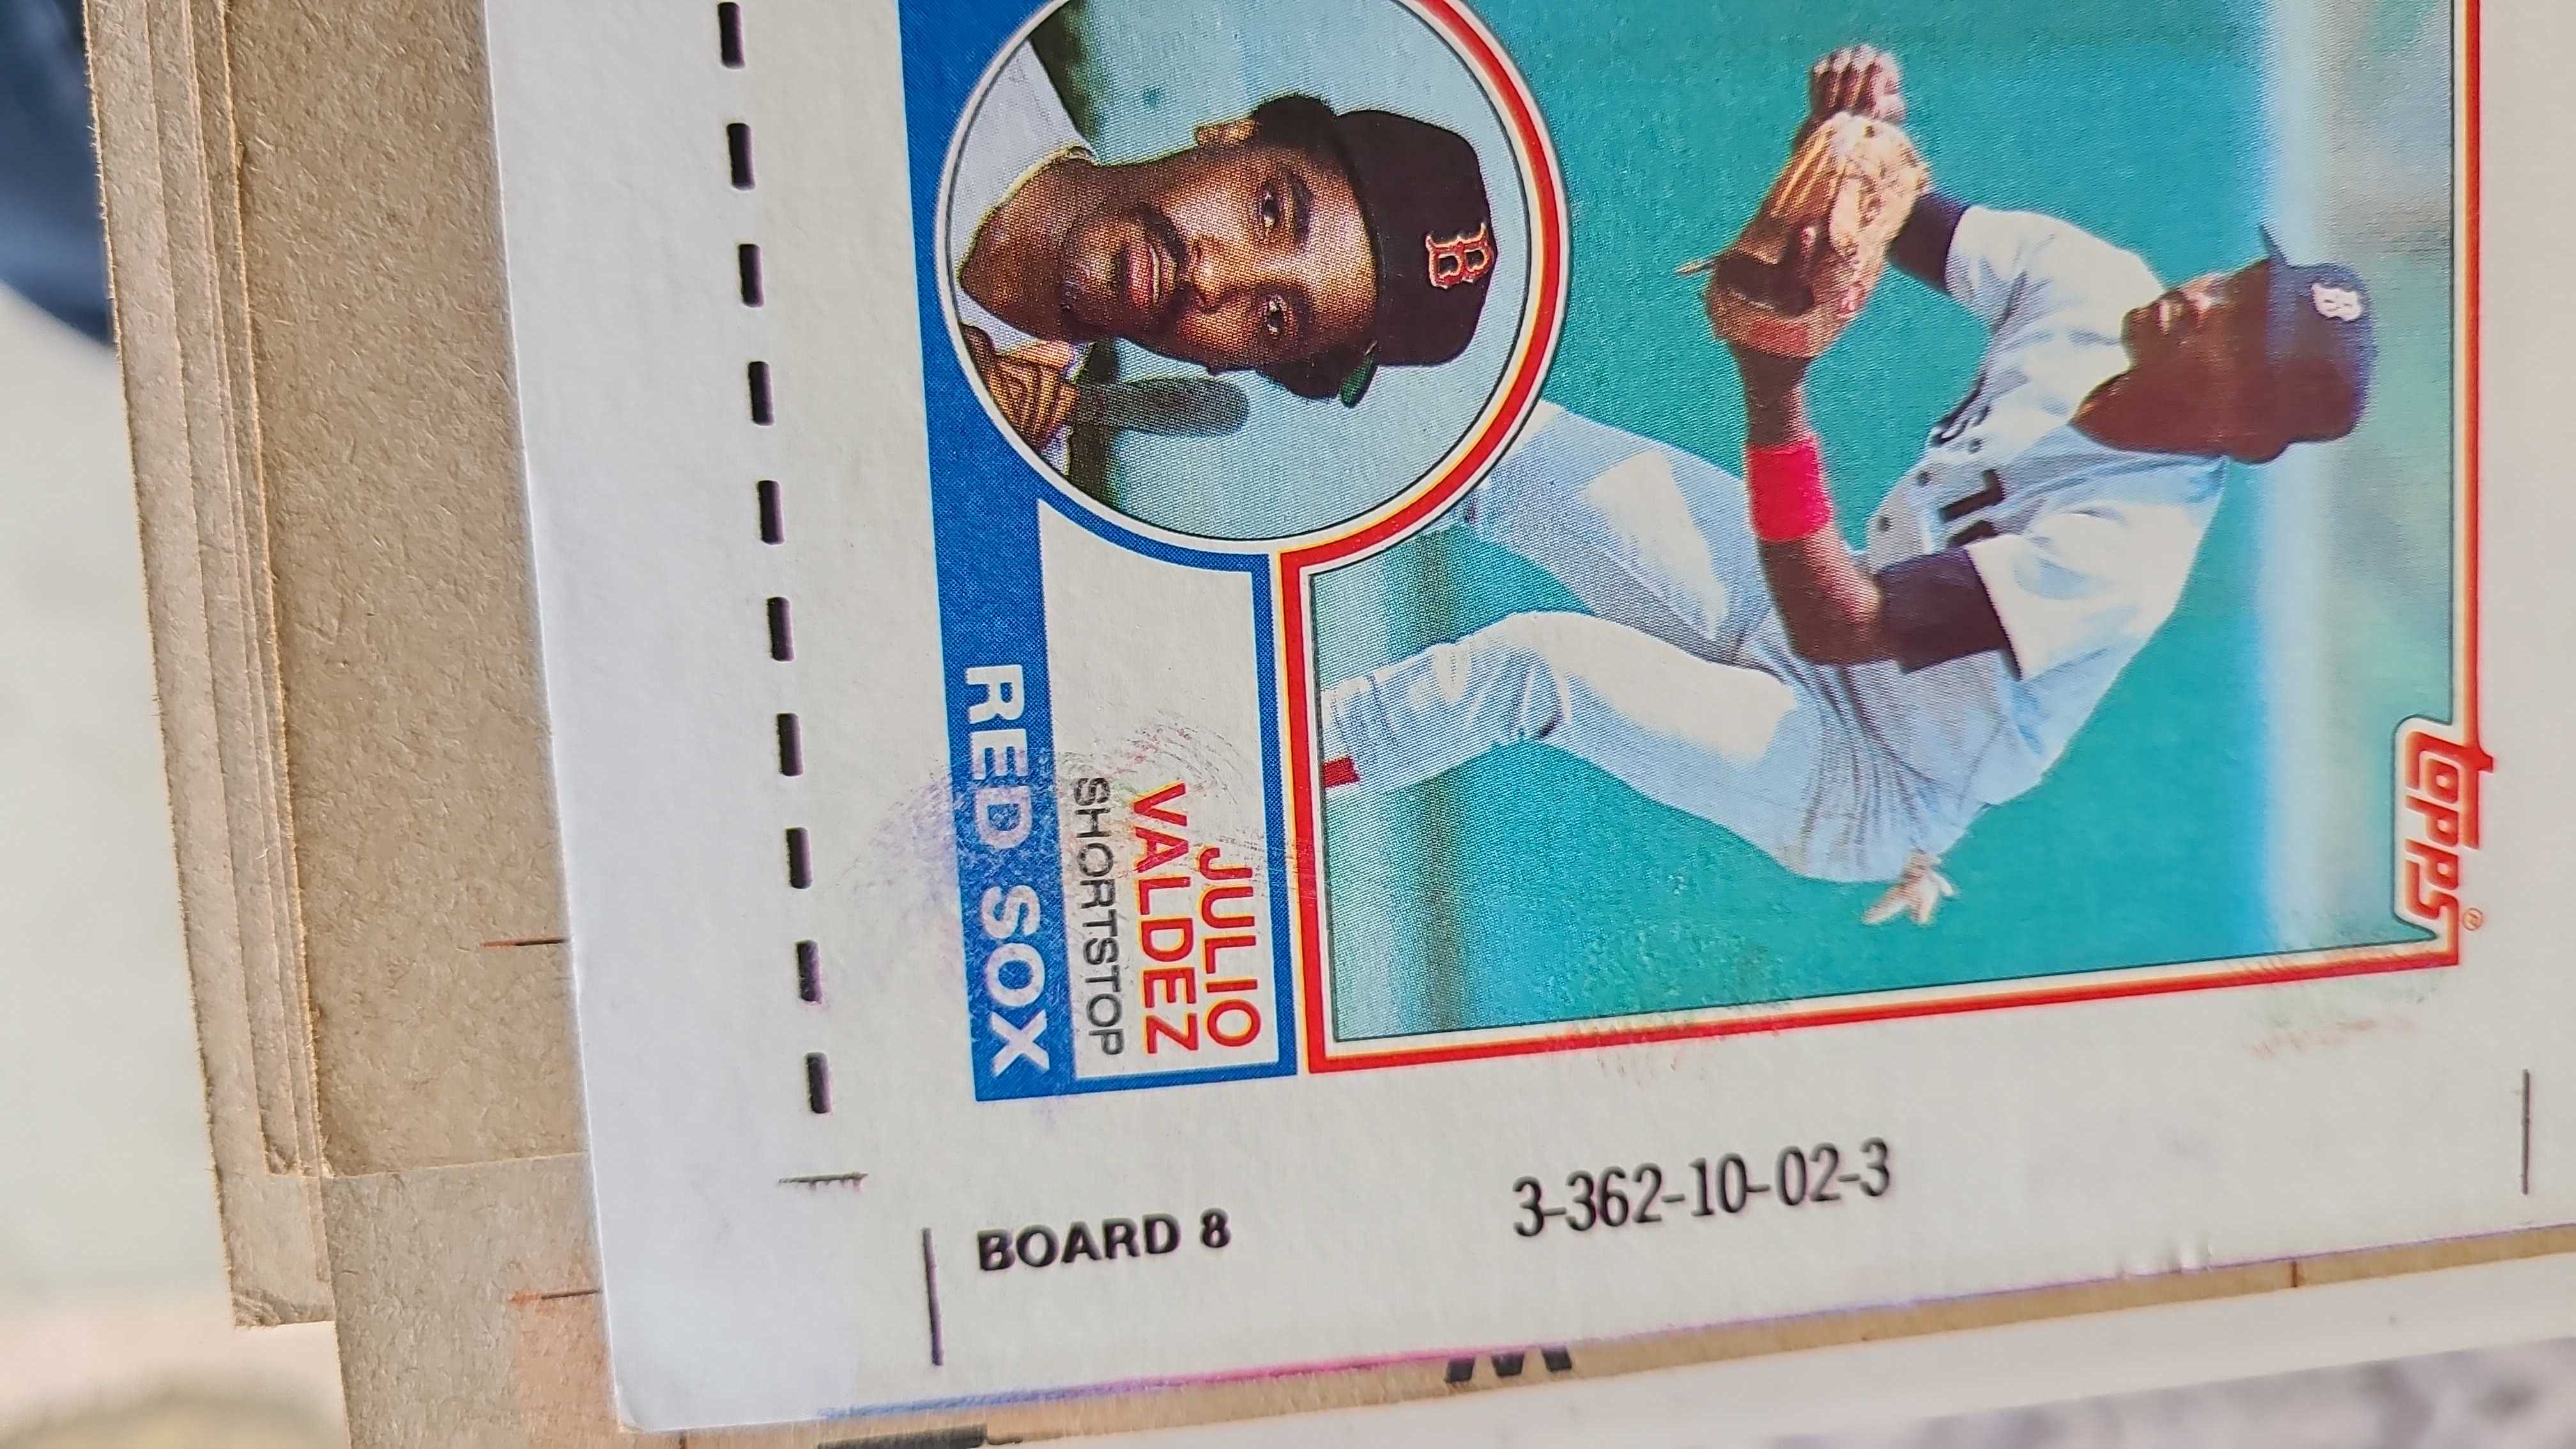 RED SOX
JULIO
VALDEZ
SHORTSTOP
Topps®
B
B
BOARD 8
3-362-10-02-3